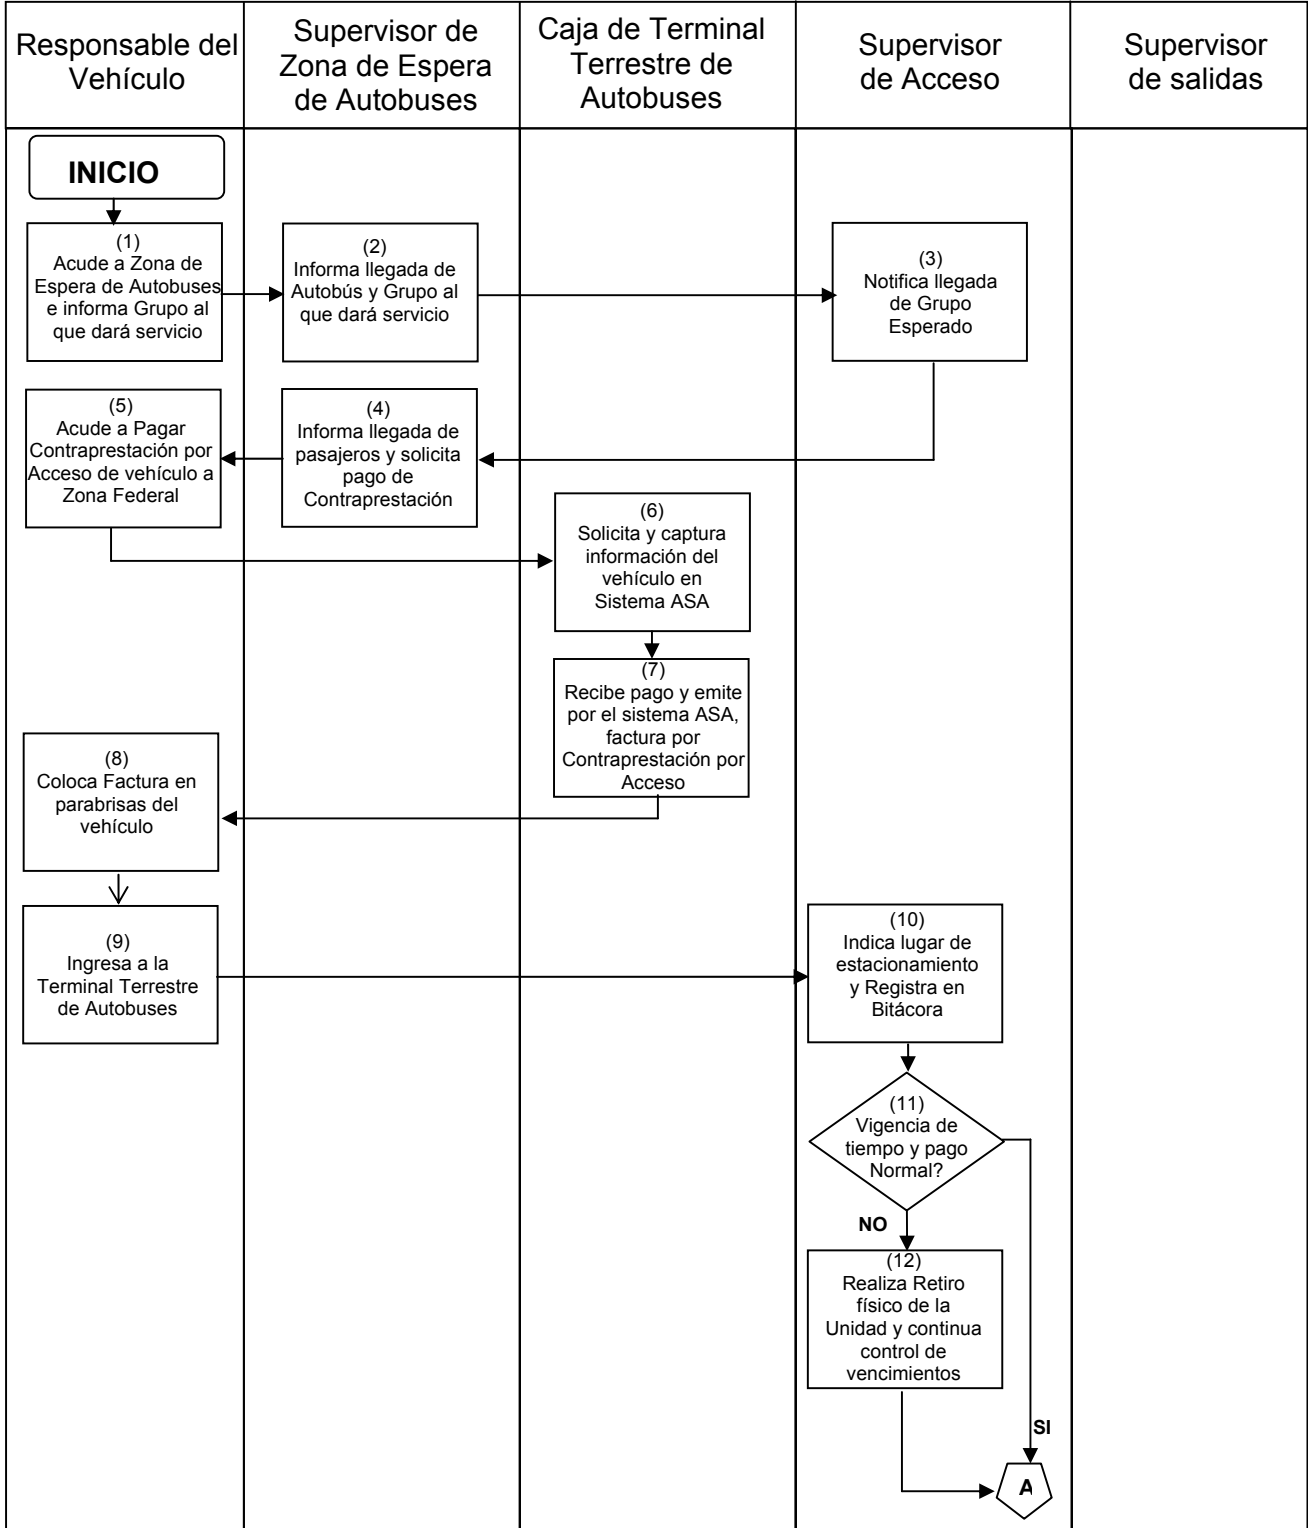 Responsable del
Vehículo
Supervisor de
Zona de Espera
de Autobuses
Caja de Terminal
Terrestre de
Autobuses
Supervisor
de Acceso
Supervisor
de salidas
INICIO
(1)
Acude a Zona de
Espera de Autobuses
e informa Grupo al
que dará servicio
(2)
Informa llegada de
Autobús y Grupo al
que dará servicio
(3)
Notifica llegada
de Grupo
Esperado
(5)
Acude a Pagar
Contraprestación por
Acceso de vehículo a
Zona Federal
(4)
Informa llegada de
pasajeros y solicita
pago de
Contraprestación
(6)
Solicita y captura
información del
vehículo en
Sistema ASA
(7)
Recibe pago y emite
por el sistema ASA,
factura por
Contraprestación por
Acceso
(8)
Coloca Factura en
parabrisas del
vehículo
(9)
Ingresa a la
Terminal Terrestre
de Autobuses
(10)
Indica lugar de
estacionamiento
y Registra en
Bitácora
(11)
Vigencia de
tiempo y pago
Normal?
NO
(12)
Realiza Retiro
físico de la
Unidad y continua
control de
vencimientos
SI
A